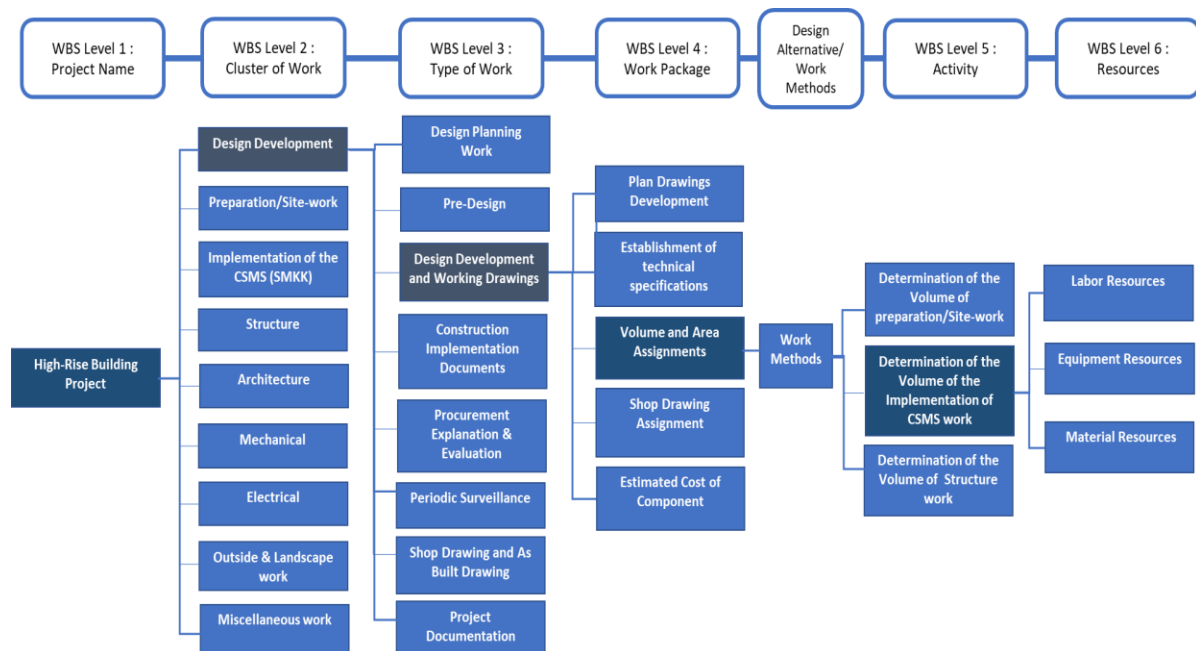 WBS Level 1 :
Project Name
WBS Level 2 :
Cluster of Work
WBS Level 3 :
Type of Work
WBS Level 4 :
Work Package
Design
Alternative/
Work
Methods
WBS Level 5 :
Activity
WBS Level 6 :
Resources
High-Rise Building
Project
Design Development
Preparation/Site-work
Implementation of the
CSMS (SMKK)
Structure
Architecture
Mechanical
Electrical
Outside & Landscape
work
Miscellaneous work
Design Planning
Work
Pre-Design
Design Development
and Working Drawings
Construction
Implementation
Documents
Procurement
Explanation &
Evaluation
Periodic Surveillance
Shop Drawing and As
Built Drawing
Project
Documentation
Plan Drawings
Development
Establishment of
technical
specifications
Volume and Area
Assignments
Shop Drawing
Assignment
Estimated Cost of
Component
Work
Methods
Determination of the
Volume of
preparation/Site-work
Determination of the
Volume of the
Implementation of
CSMS work
Determination of the
Volume of Structure
work
Labor Resources
Equipment Resources
Material Resources